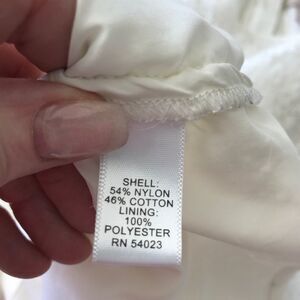 SHELL:
54% NYLON
46% COTTON
LINING:
100%
POLYESTER
RN 54023